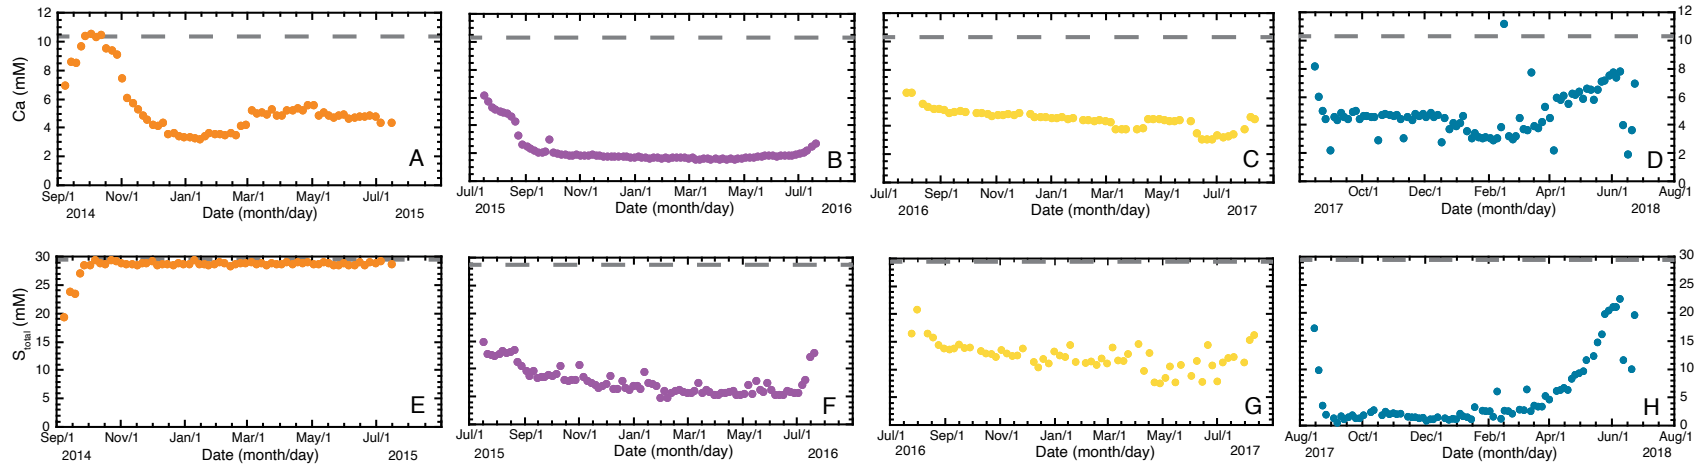 12
10
8
6
4
2
0
Ca (mM)
A
Sep/1 Nov/1 Jan/1 Mar/1 May/1 Jul/1
2014 Date (month/day) 2015
B
Jul/1 Sep/1 Nov/1 Jan/1 Mar/1 May/1 Jul/1
2015 Date (month/day) 2016
C
Jul/1 Sep/1 Nov/1 Jan/1 Mar/1 May/1 Jul/1
2016 Date (month/day) 2017
12
10
8
6
4
2
0
D
Oct/1 Dec/1 Feb/1 Apr/1 Jun/1 Aug/1
2017 Date (month/day) 2018
30
25
20
15
10
5
0
Stotal (mM)
E
Sep/1 Nov/1 Jan/1 Mar/1 May/1 Jul/1
2014 Date (month/day) 2015
F
Jul/1 Sep/1 Nov/1 Jan/1 Mar/1 May/1 Jul/1
2015 Date (month/day) 2016
G
Jul/1 Sep/1 Nov/1 Jan/1 Mar/1 May/1 Jul/1
2016 Date (month/day) 2017
30
25
20
15
10
5
0
H
Aug/1 Oct/1 Dec/1 Feb/1 Apr/1 Jun/1 Aug/1
2017 Date (month/day) 2018